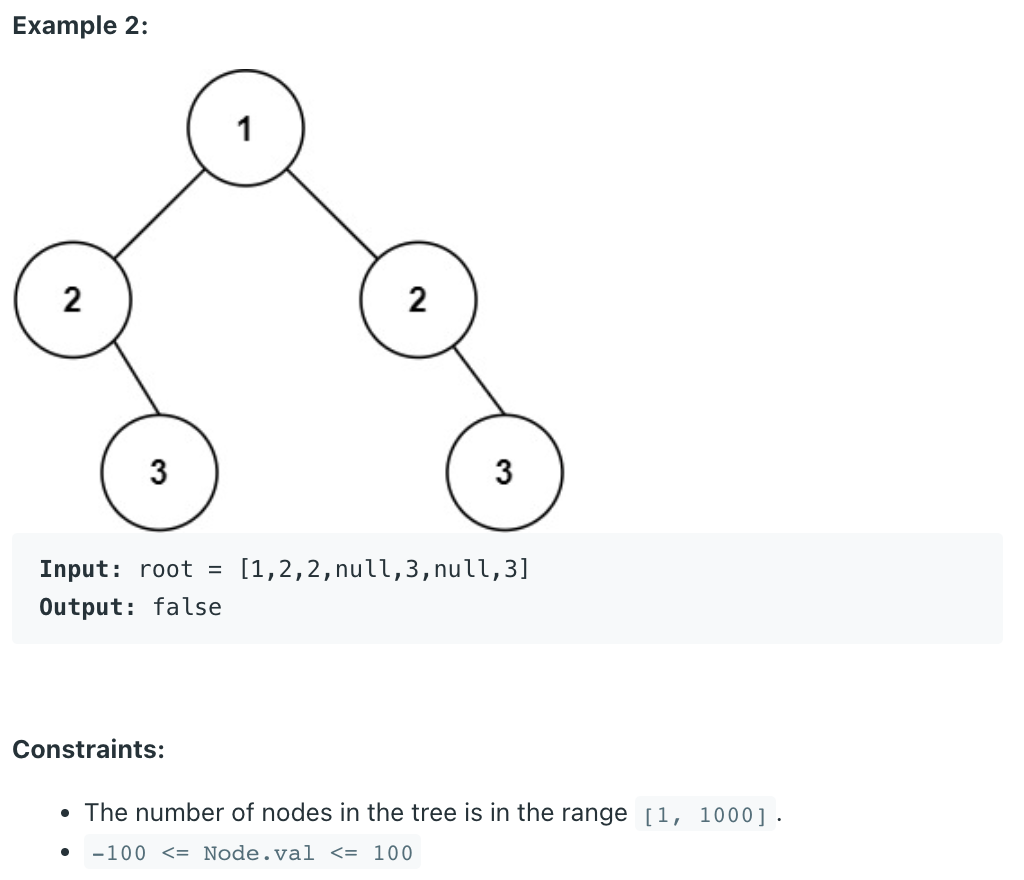 Example 2:
1
2 2
3 3
Input: root = [1,2,2,null,3,null,3]
Output: false
Constraints:
• The number of nodes in the tree is in the range [1, 1000].
• -100 <= Node.val <= 100